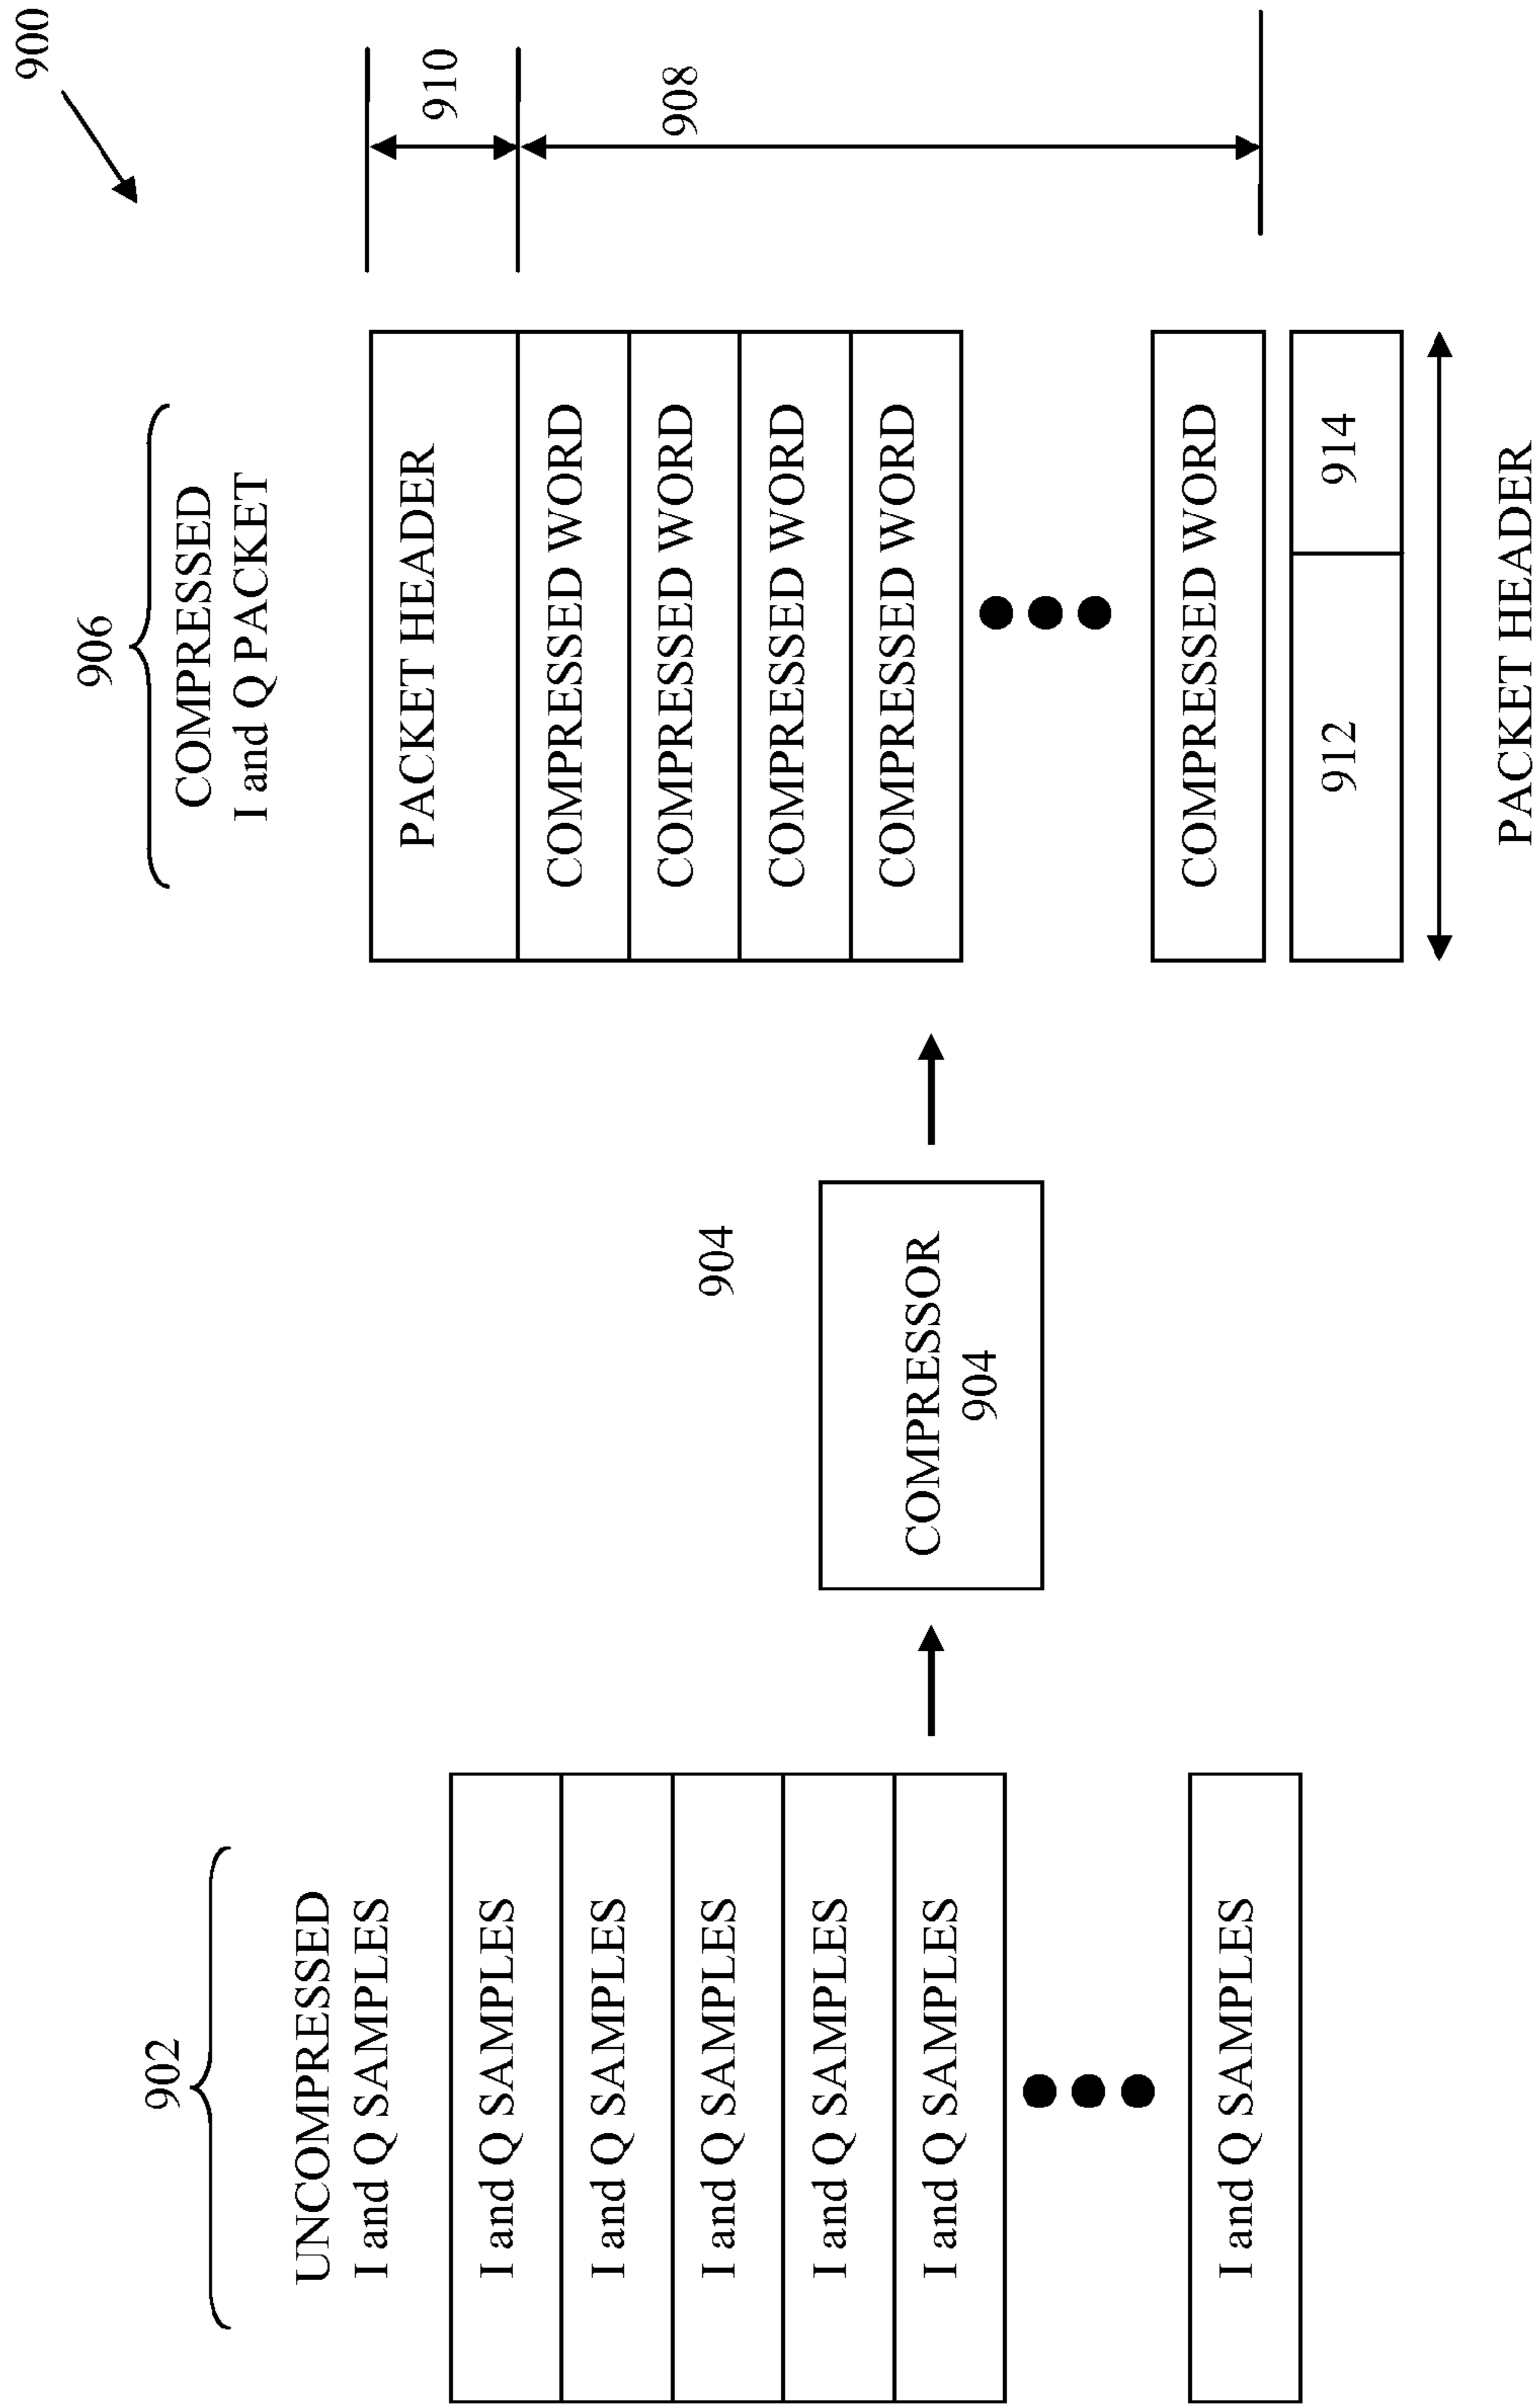 900
902
UNCOMPRESSED
I and Q SAMPLES
I and Q SAMPLES
I and Q SAMPLES
I and Q SAMPLES
I and Q SAMPLES
I and Q SAMPLES
I and Q SAMPLES
904
COMPRESSOR
904
906
COMPRESSED
I and Q PACKET
PACKET HEADER
COMPRESSED WORD
COMPRESSED WORD
COMPRESSED WORD
COMPRESSED WORD
COMPRESSED WORD
912
914
PACKET HEADER
910
908